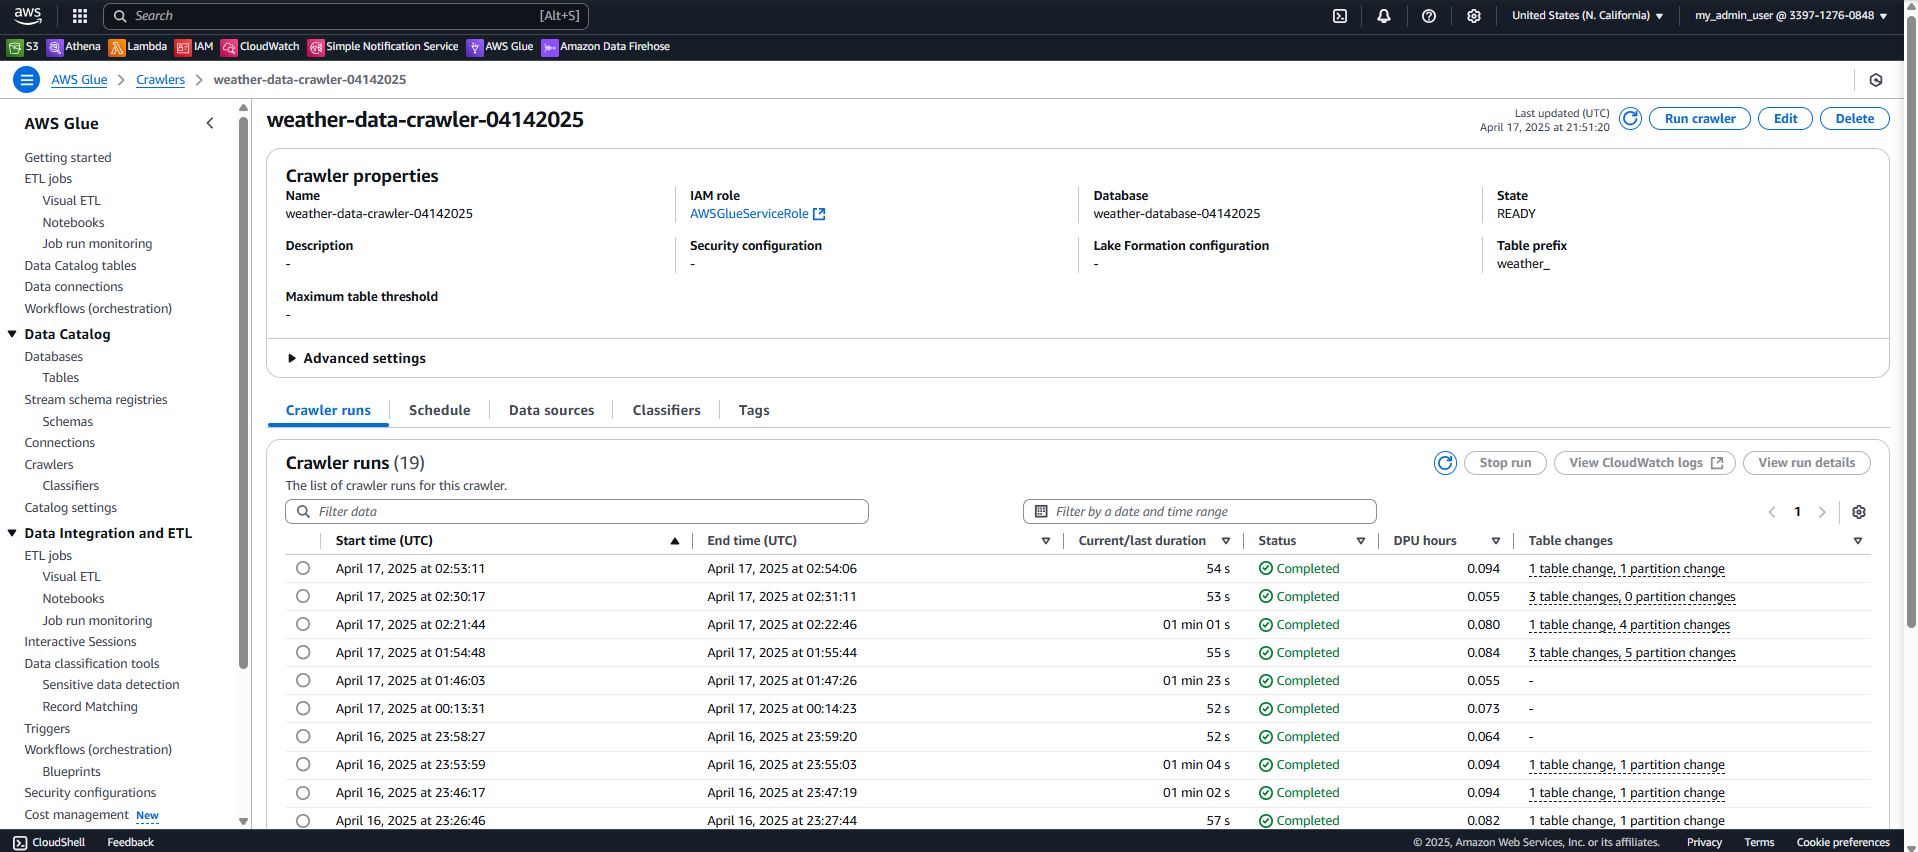 aws
Search [Alt+S] United States (N. California) my_admin_user @ 3397-1276-0848
S3 Athena Lambda IAM CloudWatch Simple Notification Service AWS Glue Amazon Data Firehose
AWS Glue Crawlers weather-data-crawler-04142025
AWS Glue
Getting started
ETL jobs
Visual ETL
Notebooks
Job run monitoring
Data Catalog tables
Data connections
Workflows (orchestration)
Data Catalog
Databases
Tables
Stream schema registries
Schemas
Connections
Crawlers
Classifiers
Catalog settings
Data Integration and ETL
ETL jobs
Visual ETL
Notebooks
Job run monitoring
Interactive Sessions
Data classification tools
Sensitive data detection
Record Matching
Triggers
Workflows (orchestration)
Blueprints
Security configurations
Cost management New
weather-data-crawler-04142025
Last updated (UTC)
April 17, 2025 at 21:51:20
Run crawler Edit Delete
Crawler properties
Name IAM role Database State
weather-data-crawler-04142025 AWSGlueServiceRole weather-database-04142025 READY
Description Security configuration Lake Formation configuration Table prefix
- - - weather_
Maximum table threshold
-
Advanced settings
Crawler runs Schedule Data sources Classifiers Tags
Crawler runs (19) Stop run View CloudWatch logs View run details
The list of crawler runs for this crawler.
Filter data Filter by a date and time range 1
Start time (UTC) End time (UTC) Current/last duration Status DPU hours Table changes
April 17, 2025 at 02:53:11 April 17, 2025 at 02:54:06 54 s Completed 0.094 1 table change, 1 partition change
April 17, 2025 at 02:30:17 April 17, 2025 at 02:31:11 53 s Completed 0.055 3 table changes, 0 partition changes
April 17, 2025 at 02:21:44 April 17, 2025 at 02:22:46 01 min 01 s Completed 0.080 1 table change, 4 partition changes
April 17, 2025 at 01:54:48 April 17, 2025 at 01:55:44 55 s Completed 0.084 3 table changes, 5 partition changes
April 17, 2025 at 01:46:03 April 17, 2025 at 01:47:26 01 min 23 s Completed 0.055 -
April 17, 2025 at 00:13:31 April 17, 2025 at 00:14:23 52 s Completed 0.073 -
April 16, 2025 at 23:58:27 April 16, 2025 at 23:59:20 52 s Completed 0.064 -
April 16, 2025 at 23:53:59 April 16, 2025 at 23:55:03 01 min 04 s Completed 0.094 1 table change, 1 partition change
April 16, 2025 at 23:46:17 April 16, 2025 at 23:47:19 01 min 02 s Completed 0.094 1 table change, 1 partition change
April 16, 2025 at 23:26:46 April 16, 2025 at 23:27:44 57 s Completed 0.082 1 table change, 1 partition change
CloudShell Feedback © 2025, Amazon Web Services, Inc. or its affiliates. Privacy Terms Cookie preferences